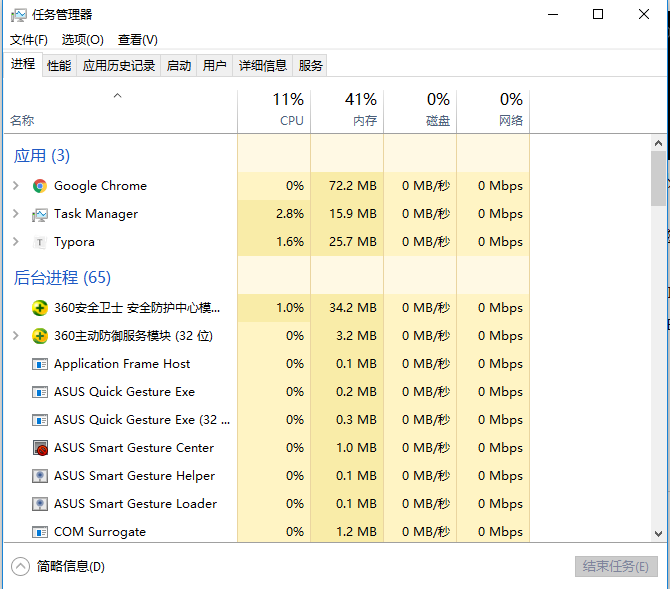 任务管理器
文件(F) 选项(O) 查看(V)
进程 性能 应用历史记录 启动 用户 详细信息 服务
11% 41% 0% 0%
名称 CPU 内存 磁盘 网络
应用 (3)
Google Chrome 0% 72.2 MB 0 MB/秒 0 Mbps
Task Manager 2.8% 15.9 MB 0 MB/秒 0 Mbps
T Typora 1.6% 25.7 MB 0 MB/秒 0 Mbps
后台进程 (65)
360安全卫士 安全防护中心模... 1.0% 34.2 MB 0 MB/秒 0 Mbps
360主动防御服务模块 (32 位) 0% 3.2 MB 0 MB/秒 0 Mbps
Application Frame Host 0% 0.1 MB 0 MB/秒 0 Mbps
ASUS Quick Gesture Exe 0% 0.2 MB 0 MB/秒 0 Mbps
ASUS Quick Gesture Exe (32 ... 0% 0.3 MB 0 MB/秒 0 Mbps
ASUS Smart Gesture Center 0% 1.0 MB 0 MB/秒 0 Mbps
ASUS Smart Gesture Helper 0% 0.1 MB 0 MB/秒 0 Mbps
ASUS Smart Gesture Loader 0% 0.1 MB 0 MB/秒 0 Mbps
COM Surrogate 0% 1.2 MB 0 MB/秒 0 Mbps
简略信息(D) 结束任务(E)